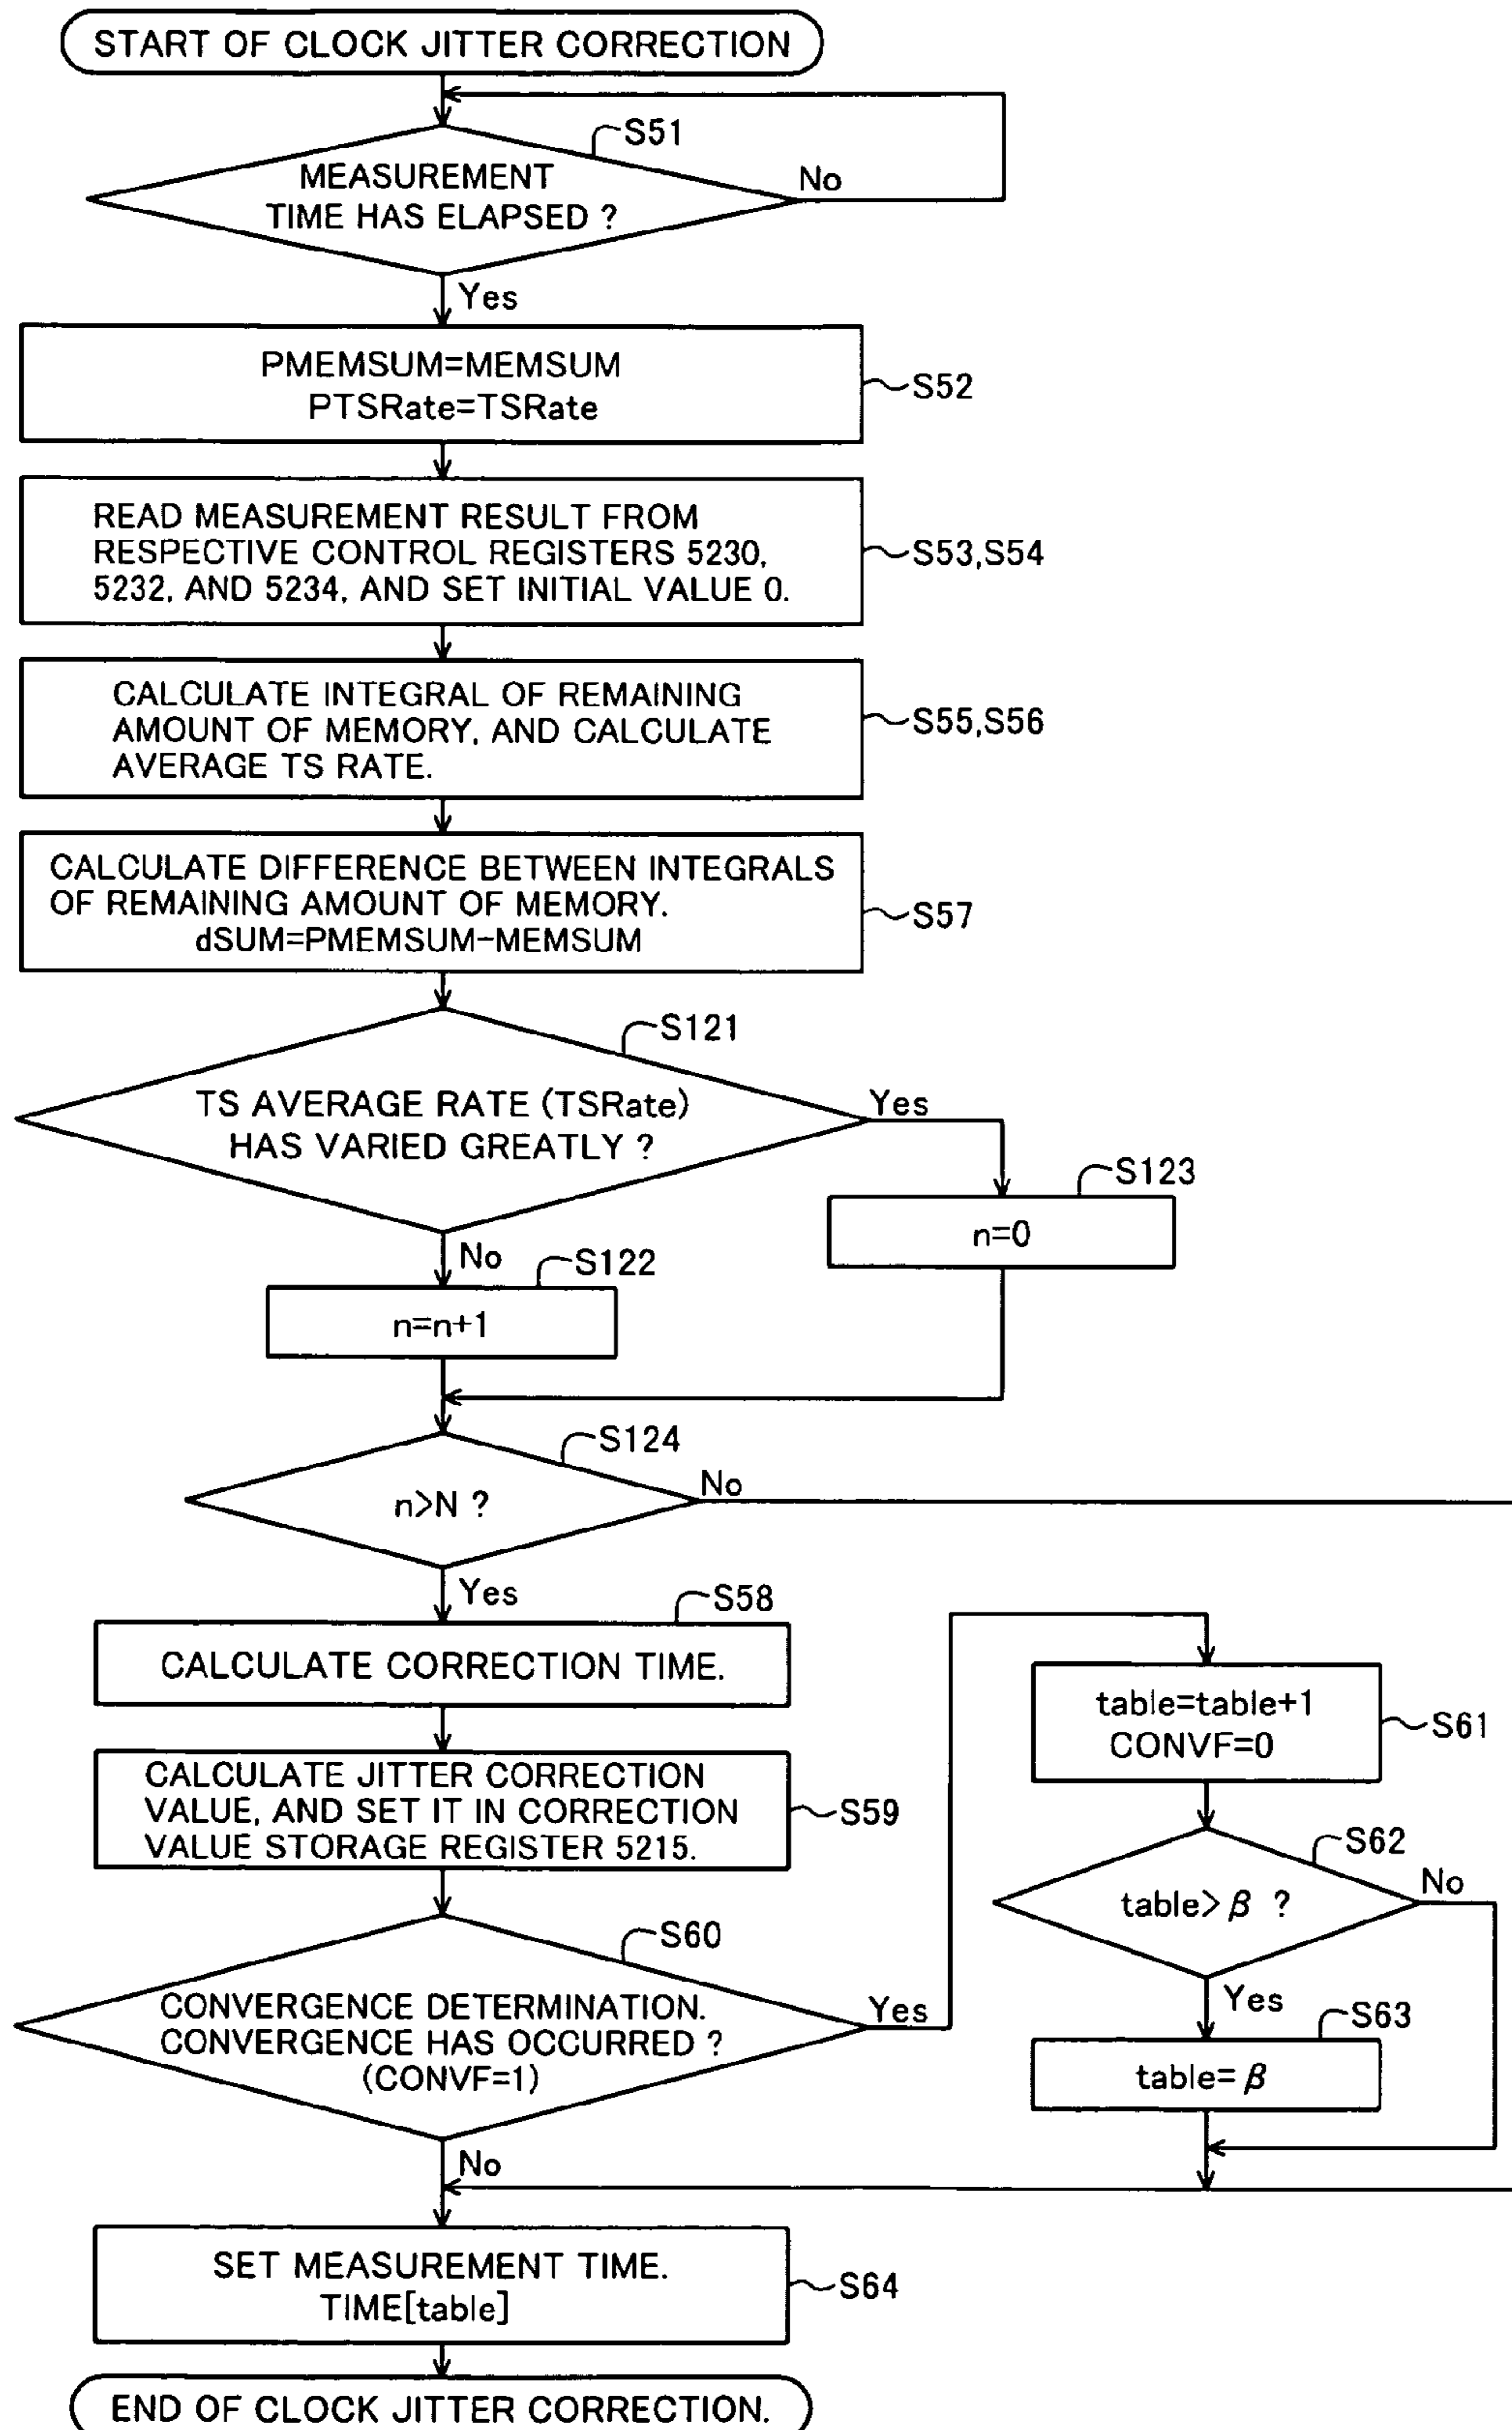 START OF CLOCK JITTER CORRECTION
S51
MEASUREMENT
TIME HAS ELAPSED ?
No
Yes
PMEMSUM=MEMSUM
PTSRate=TSRate
S52
READ MEASUREMENT RESULT FROM
RESPECTIVE CONTROL REGISTERS 5230,
5232, AND 5234, AND SET INITIAL VALUE 0.
S53,S54
CALCULATE INTEGRAL OF REMAINING
AMOUNT OF MEMORY, AND CALCULATE
AVERAGE TS RATE.
S55,S56
CALCULATE DIFFERENCE BETWEEN INTEGRALS
OF REMAINING AMOUNT OF MEMORY.
dSUM=PMEMSUM-MEMSUM
S57
S121
TS AVERAGE RATE (TSRate)
HAS VARIED GREATLY ?
Yes
S123
n=0
No
S122
n=n+1
S124
n>N ?
No
Yes
S58
CALCULATE CORRECTION TIME.
CALCULATE JITTER CORRECTION
VALUE, AND SET IT IN CORRECTION
VALUE STORAGE REGISTER 5215.
S59
S60
CONVERGENCE DETERMINATION.
CONVERGENCE HAS OCCURRED ?
(CONVF=1)
Yes
No
table=table+1
CONVF=0
S61
S62
table>β ?
No
Yes
S63
table=β
SET MEASUREMENT TIME.
TIME[table]
S64
END OF CLOCK JITTER CORRECTION.